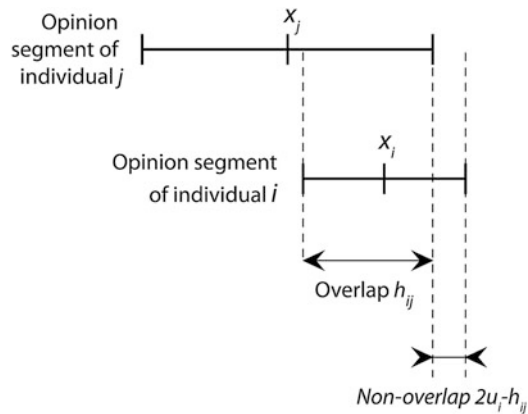 Opinion
segment of
individual j
x_j
Opinion segment
of individual i
x_i
Overlap h_ij
Non-overlap 2u_i-h_ij